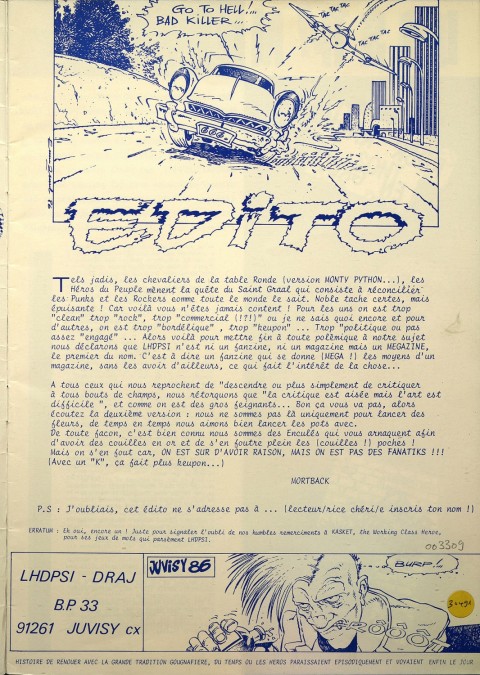 GO TO HELL!...
BAD KILLER...
TAC TAC TAC
TAC TAC TAC
EDITO
Tels jadis, les chevaliers de la table Ronde (version MONTY PYTHON...), les
Héros du Peuple mènent la quête du Saint Graal qui consiste à réconcilier
les Punks et les Rockers comme toute le monde le sait. Noble tache certes, mais
épuisante ! Car voilà vous n'êtes jamais content ! Pour les uns on est trop
"clean" trop "rock", trop "commercial" (!?!)" ou je ne sais quoi encore et pour
d'autres, on est trop "bordélique" , trop "keupon" ... Trop "politique ou pas
assez "engagé" ... Alors voilà pour mettre fin à toute polémique à notre sujet
nous déclarons que LHDPSI n'est ni un fanzine, ni un magazine mais un MEGAZINE,
le premier du nom. C'est à dire un fanzine qui se donne (MEGA !) les moyens d'un
magazine, sans les avoir d'ailleurs, ce qui fait l'intérêt de la chose...
A tous ceux qui nous reprochent de "descendre ou plus simplement de critiquer
à tous bouts de champs, nous rétorquons que "la critique est aisée mais l'art est
difficile ", et comme on est des gros feignants... Bon ça vous va pas, alors
écoutez la deuxième version : nous ne sommes pas là uniquement pour lancer des
fleurs, de temps en temps nous aimons bien lancer les pots avec.
De toute facon, c'est bien connu nous sommes des Enculés qui vous arnaquent afin
d'avoir des couilles en or et de s'en foutre plein les (couilles !) poches !
Mais on s'en fout car, ON EST SUR D'AVOIR RAISON, MAIS ON EST PAS DES FANATIKS !!!
(Avec un "K", ça fait plus keupon...)
MORTBACK
P.S : J'oubliais, cet édito ne s'adresse pas à ... (lecteur/rice chéri/e inscris ton nom !)
ERRATUM : Eh oui, encore un ! Juste pour signaler l'oubli de nos humbles remerciments à KASKET, the Working Class Heroe,
pour ses jeux de mots qui parsèment LHDPSI.
003309
LHDPSI - DRAJ
B.P. 33
91261 JUVISY cx
JUVISY 86
BURP!
HISTOIRE DE RENOUER AVEC LA GRANDE TRADITION GOUGNAFIERE, DU TEMPS OU LES HEROS PARAISSAIENT EPISODIQUEMENT ET VOYAIENT ENFIN LE JOUR